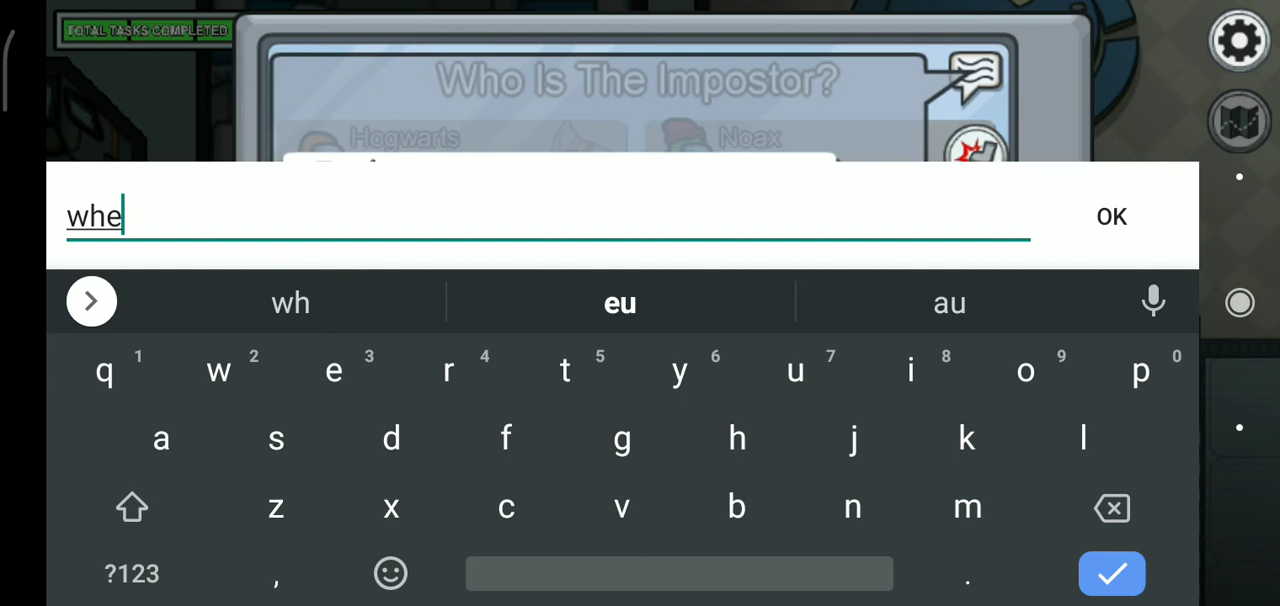 TOTAL TASKS COMPLETED
Who Is The Impostor?
Hogwarts Noax
whe OK
wh eu au
q 1 w 2 e 3 r 4 t 5 y 6 u 7 i 8 o 9 p 0
a s d f g h j k l
z x c v b n m
?123 , .